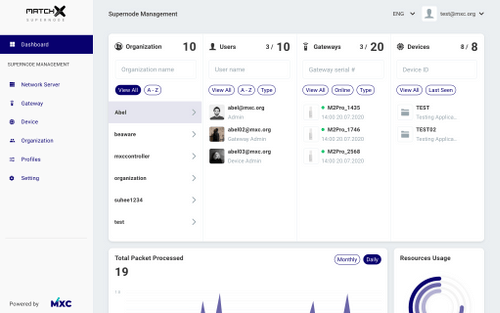 MATCHX
SUPERNODE
Supernode Management
ENG
test@mxc.org
Dashboard
SUPERNODE MANAGEMENT
Network Server
Gateway
Device
Organization
Profiles
Setting
Powered by MXC
Organization 10
Organization name
View All
A - Z
Abel
beaware
mxccontroller
organization
suhee1234
test
Users 3 / 10
User name
View All
A - Z
Type
abel@mxc.org
Admin
abel02@mxc.org
Gateway Admin
abel03@mxc.org
Device Admin
Gateways 3 / 20
Gateway serial #
View All
Online
Type
M2Pro_1435
14:00 20.07.2020
M2Pro_1746
14:00 20.07.2020
M2Pro_2568
14:00 20.07.2020
Devices 8 / 8
Device ID
View All
Last Seen
TEST
Testing Applica...
TEST02
Testing Applica...
Total Packet Processed
19
Monthly
Daily
Resources Usage